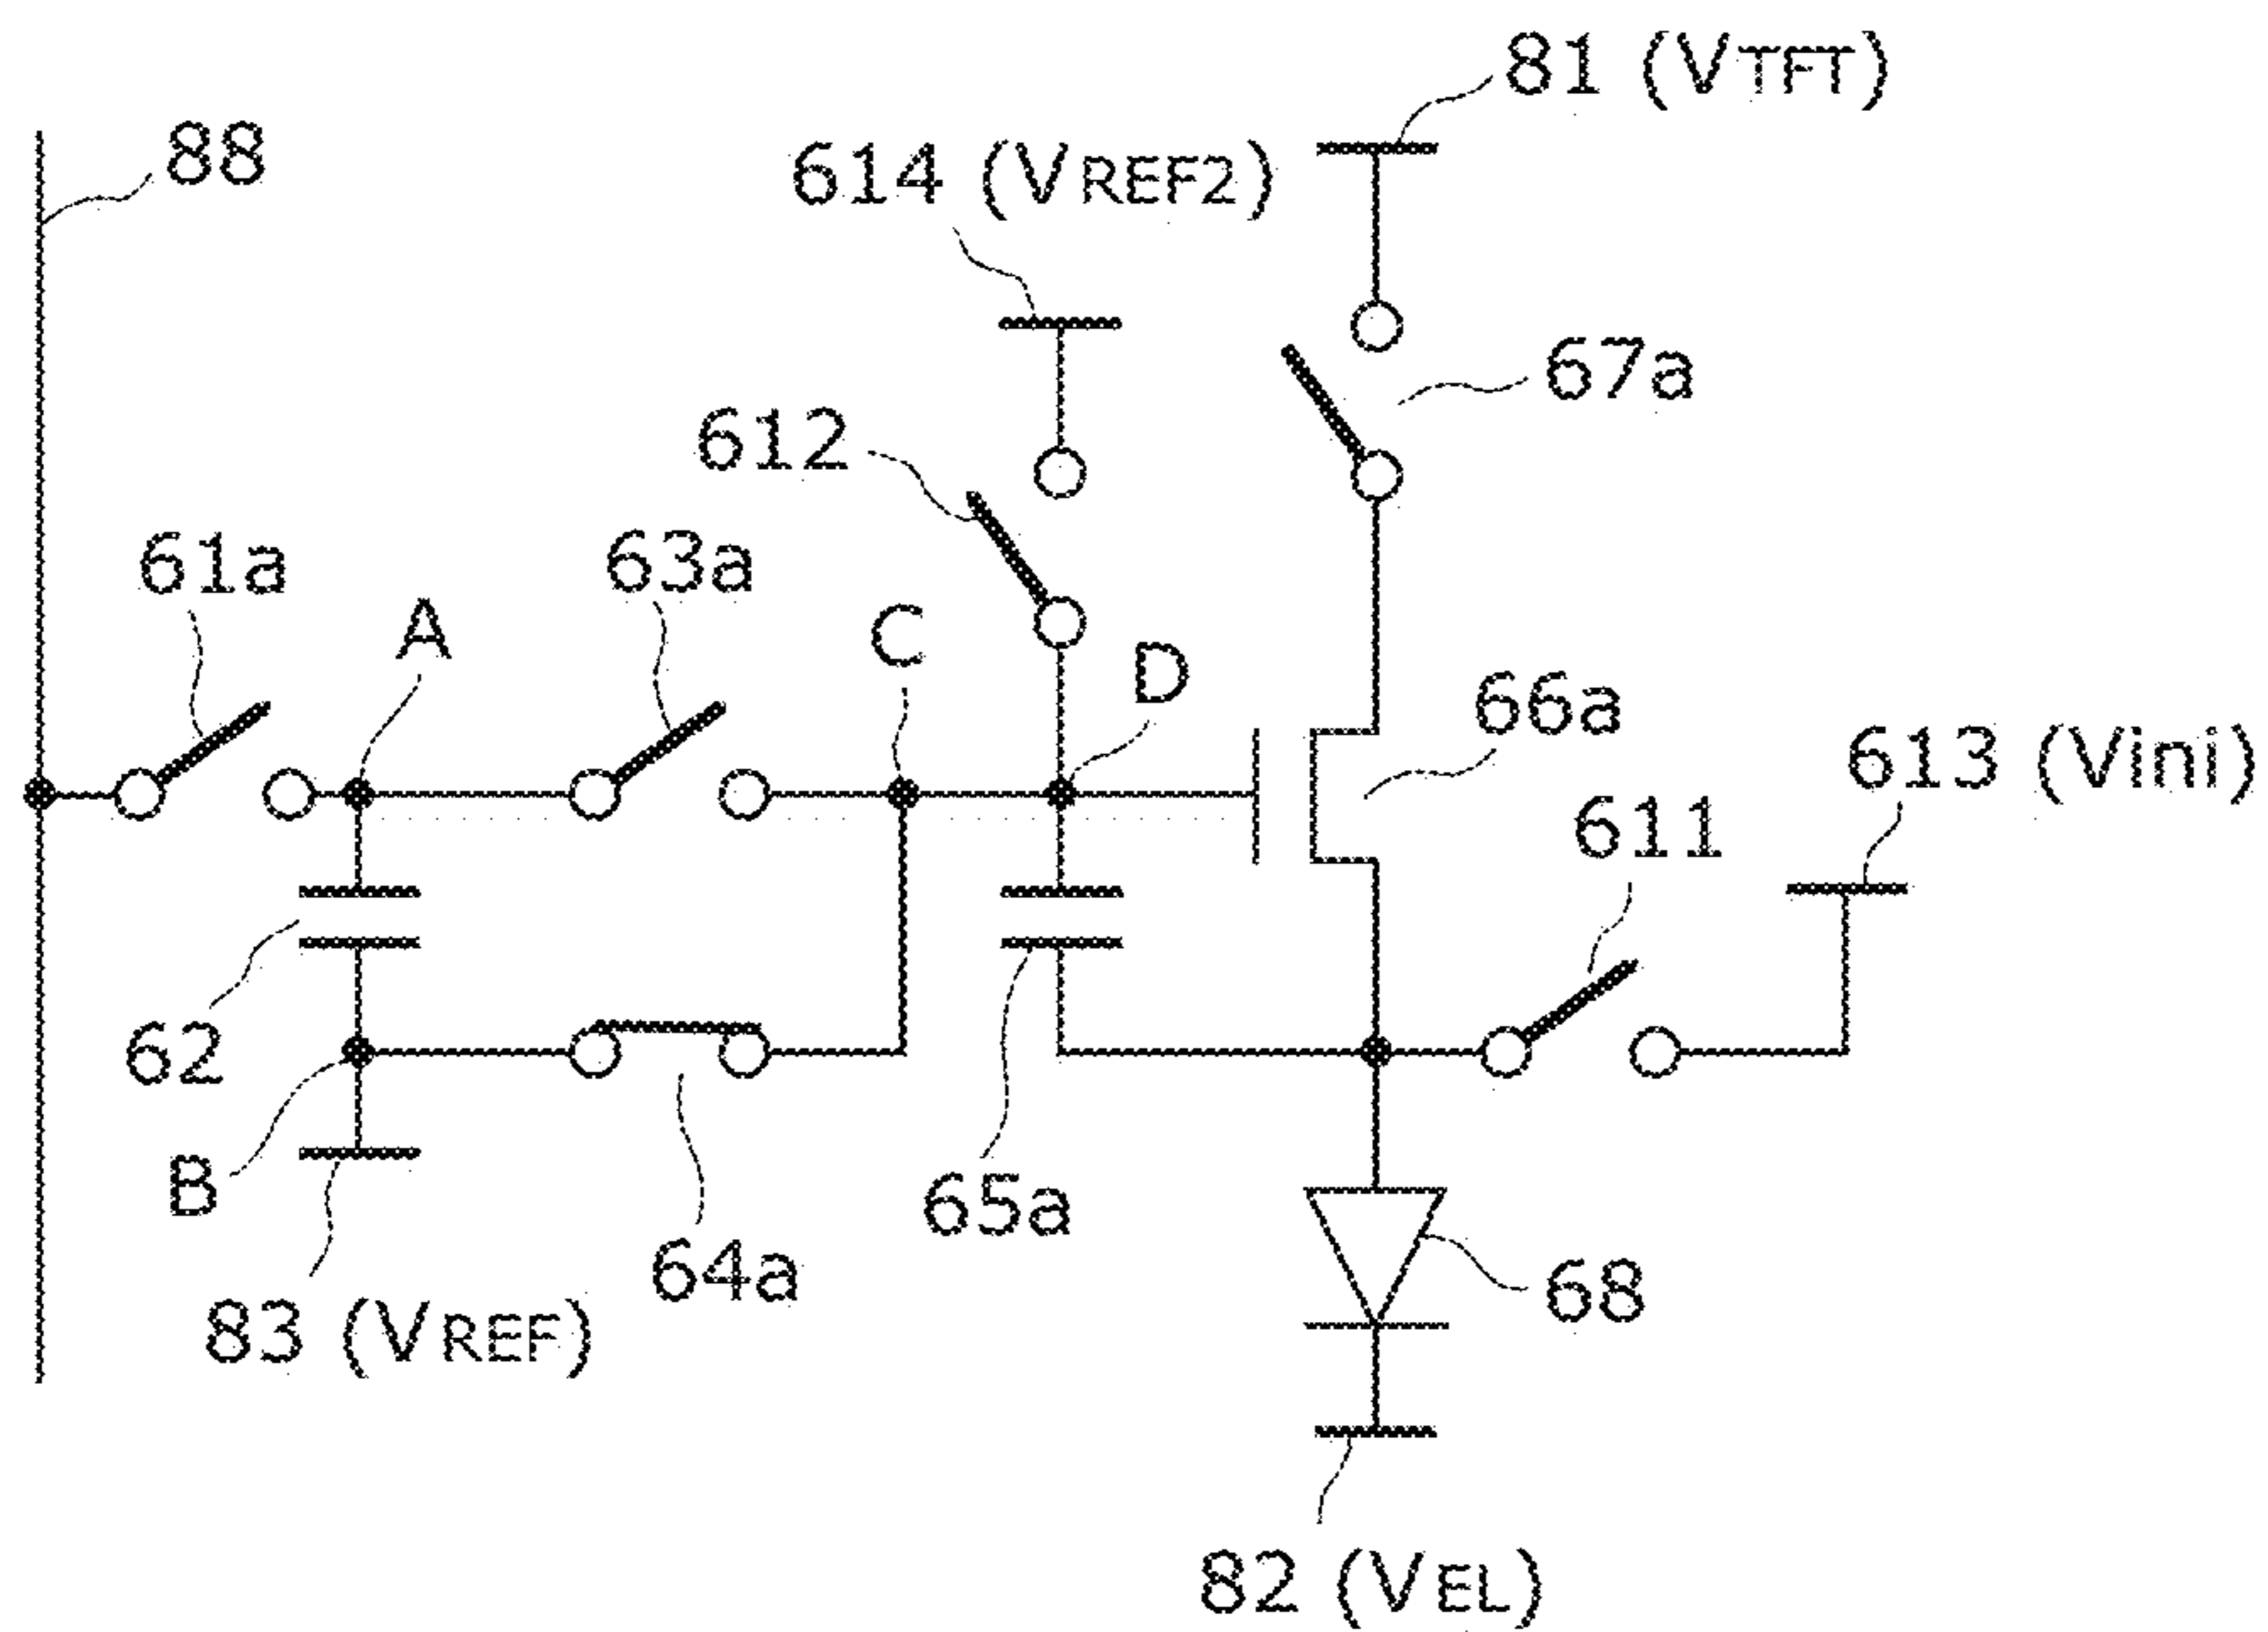 81 (VTFT)
88
614 (VREF2)
67a
612
61a
63a
A
C
D
66a
613 (Vini)
611
62
B
65a
64a
68
83 (VREF)
82 (VEL)